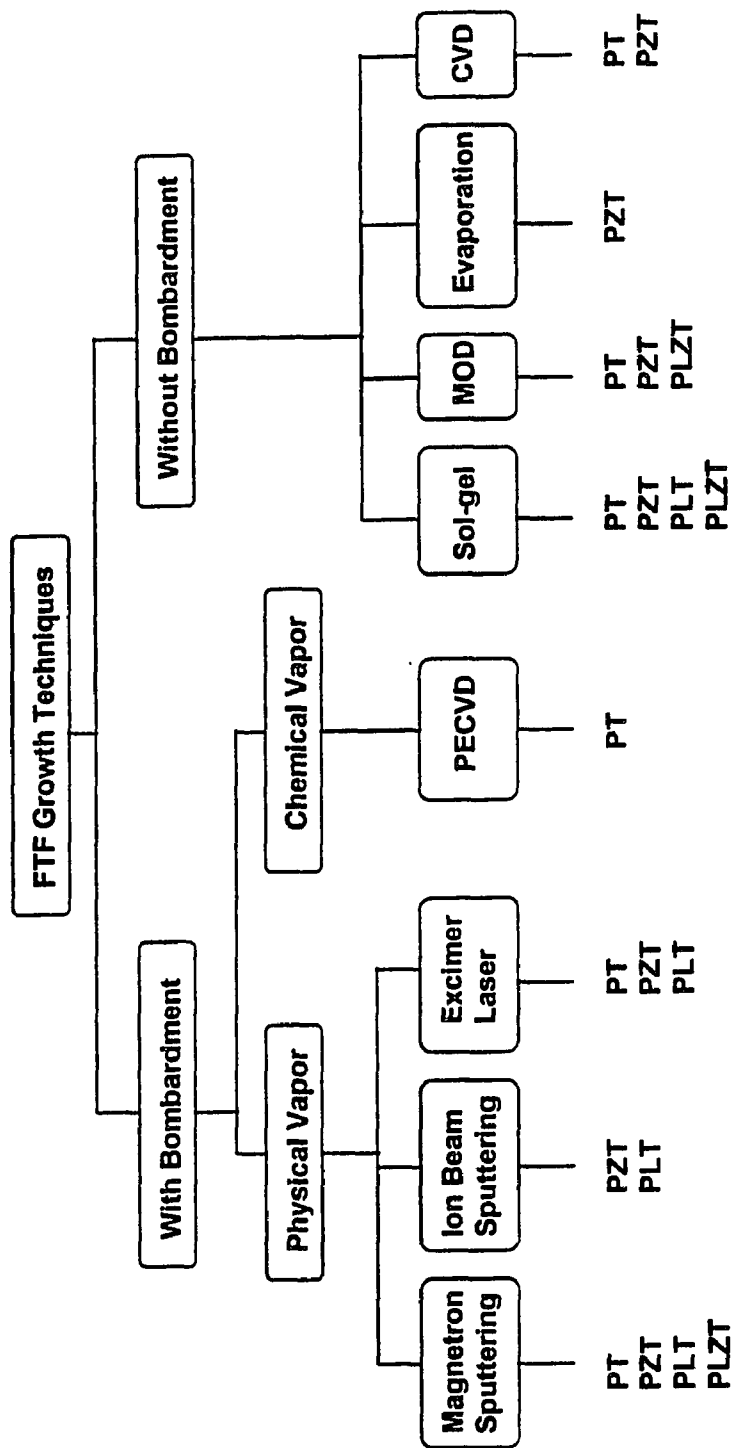 FTF Growth Techniques
With Bombardment
Without Bombardment
Physical Vapor
Chemical Vapor
Magnetron
Sputtering
Ion Beam
Sputtering
Excimer
Laser
PECVD
Sol-gel
MOD
Evaporation
CVD
PT
PZT
PLT
PLZT
PZT
PLT
PT
PZT
PLT
PT
PT
PZT
PLT
PLZT
PT
PZT
PLZT
PZT
PT
PZT